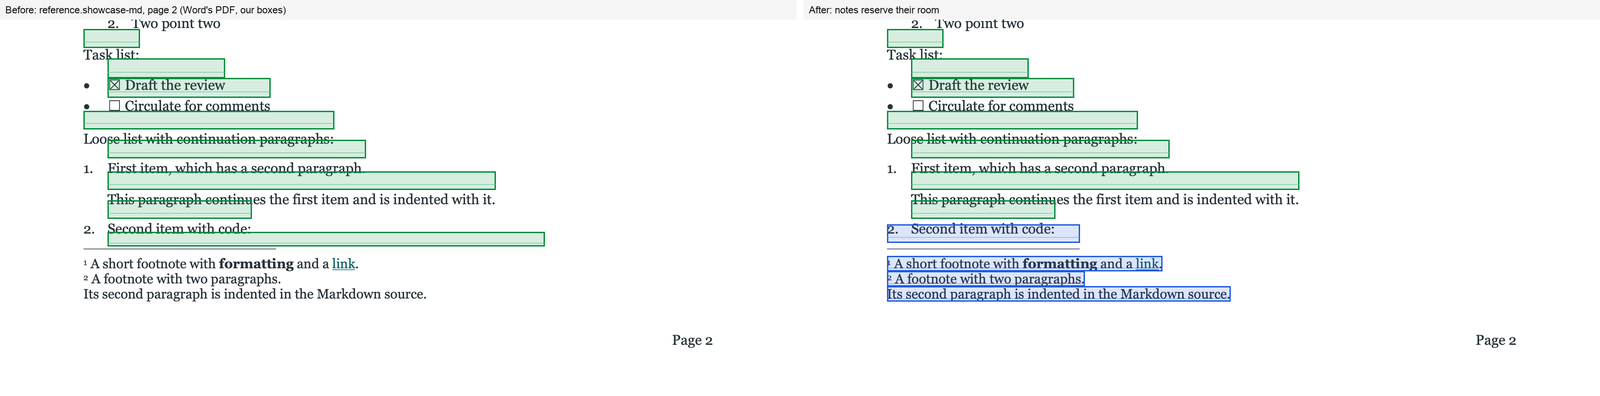 Before: reference.showcase-md, page 2 (Word's PDF, our boxes)
2. Two point two
Task list:
• ☒ Draft the review
• ☐ Circulate for comments
Loose list with continuation paragraphs:
1. First item, which has a second paragraph.
This paragraph continues the first item and is indented with it.
2. Second item with code:
¹ A short footnote with formatting and a link.
² A footnote with two paragraphs.
Its second paragraph is indented in the Markdown source.
Page 2
After: notes reserve their room
2. Two point two
Task list:
• ☒ Draft the review
• ☐ Circulate for comments
Loose list with continuation paragraphs:
1. First item, which has a second paragraph.
This paragraph continues the first item and is indented with it.
2. Second item with code:
¹ A short footnote with formatting and a link.
² A footnote with two paragraphs.
Its second paragraph is indented in the Markdown source.
Page 2